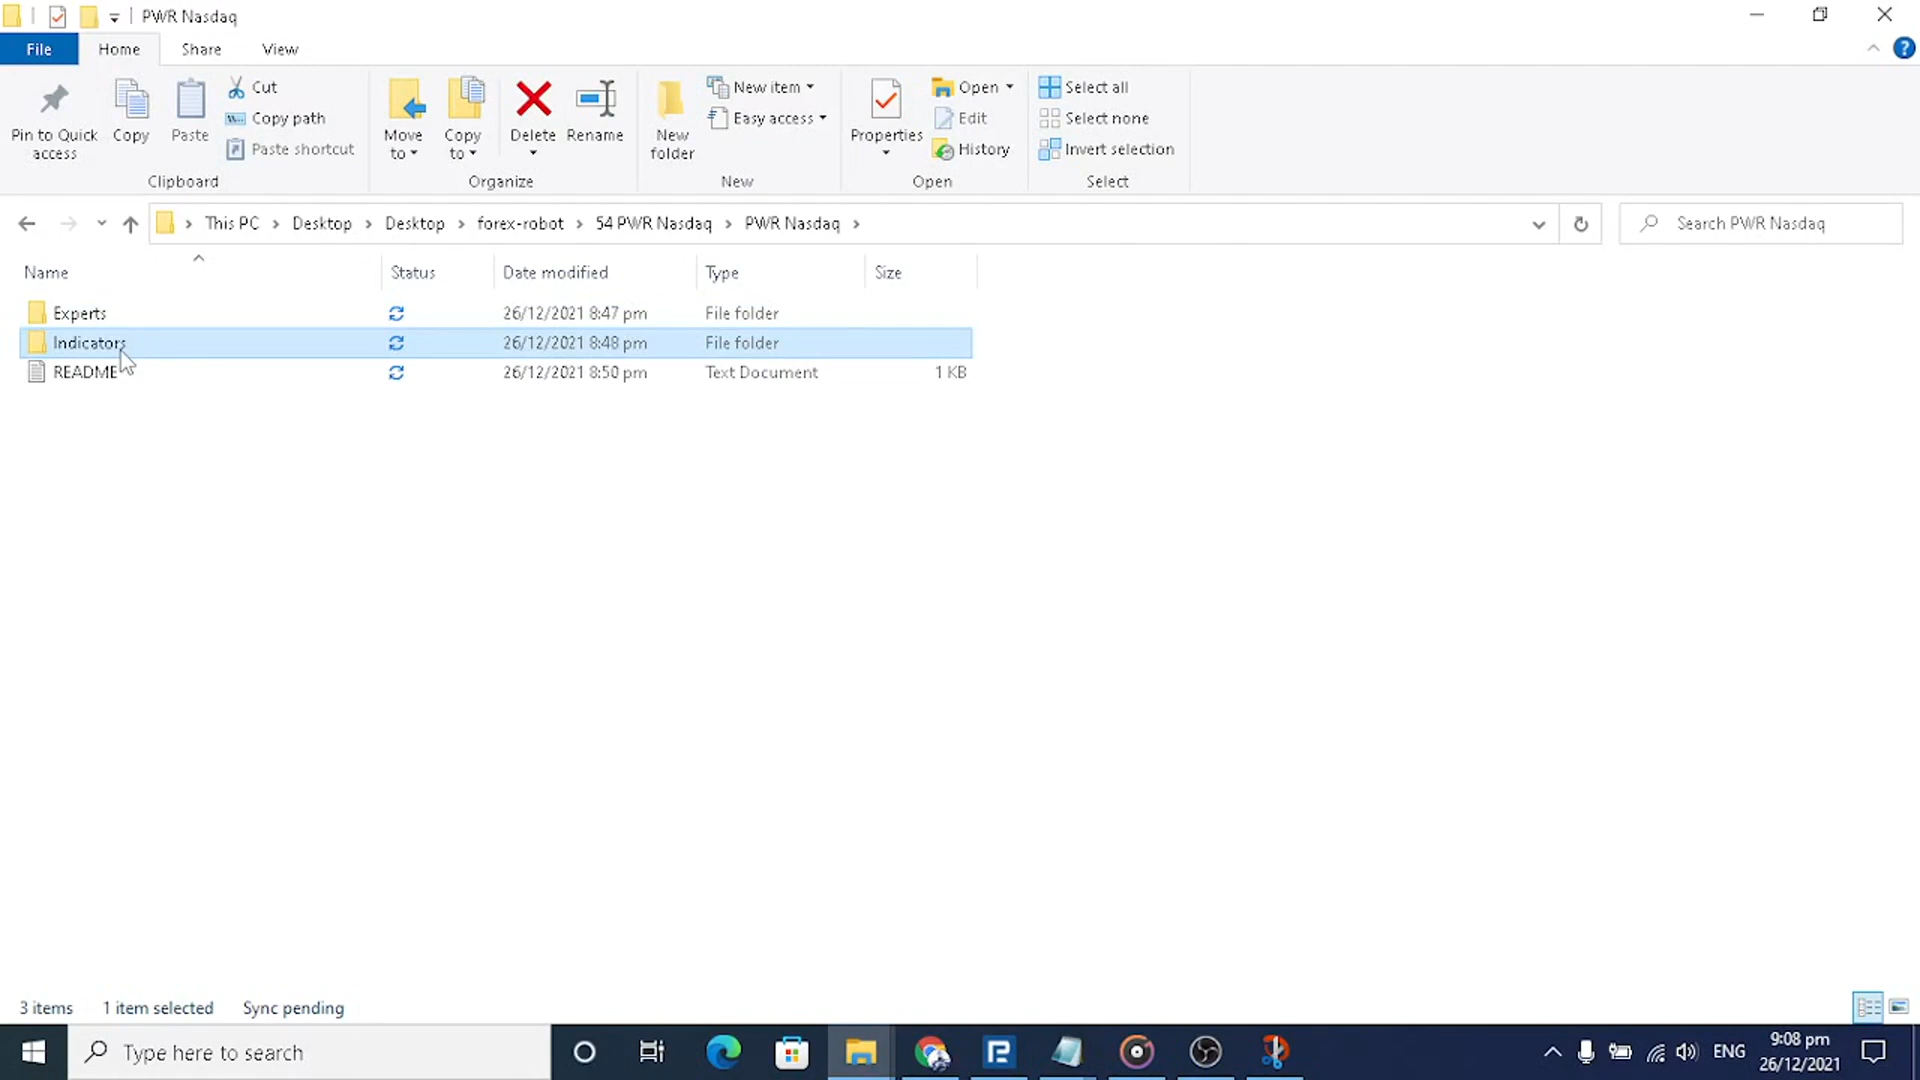 PWR Nasdaq
File
Home
Share
View
Pin to Quick access
Copy
Paste
Cut
Copy path
Paste shortcut
Clipboard
Move to
Copy to
Delete
Rename
Organize
New folder
New item
Easy access
New
Properties
Open
Edit
History
Open
Select all
Select none
Invert selection
Select
This PC > Desktop > Desktop > forex-robot > 54 PWR Nasdaq > PWR Nasdaq >
Search PWR Nasdaq
Name Status Date modified Type Size
Experts 26/12/2021 8:47 pm File folder
Indicators 26/12/2021 8:48 pm File folder
README 26/12/2021 8:50 pm Text Document 1 KB
3 items 1 item selected Sync pending
Type here to search
ENG
9:08 pm
26/12/2021